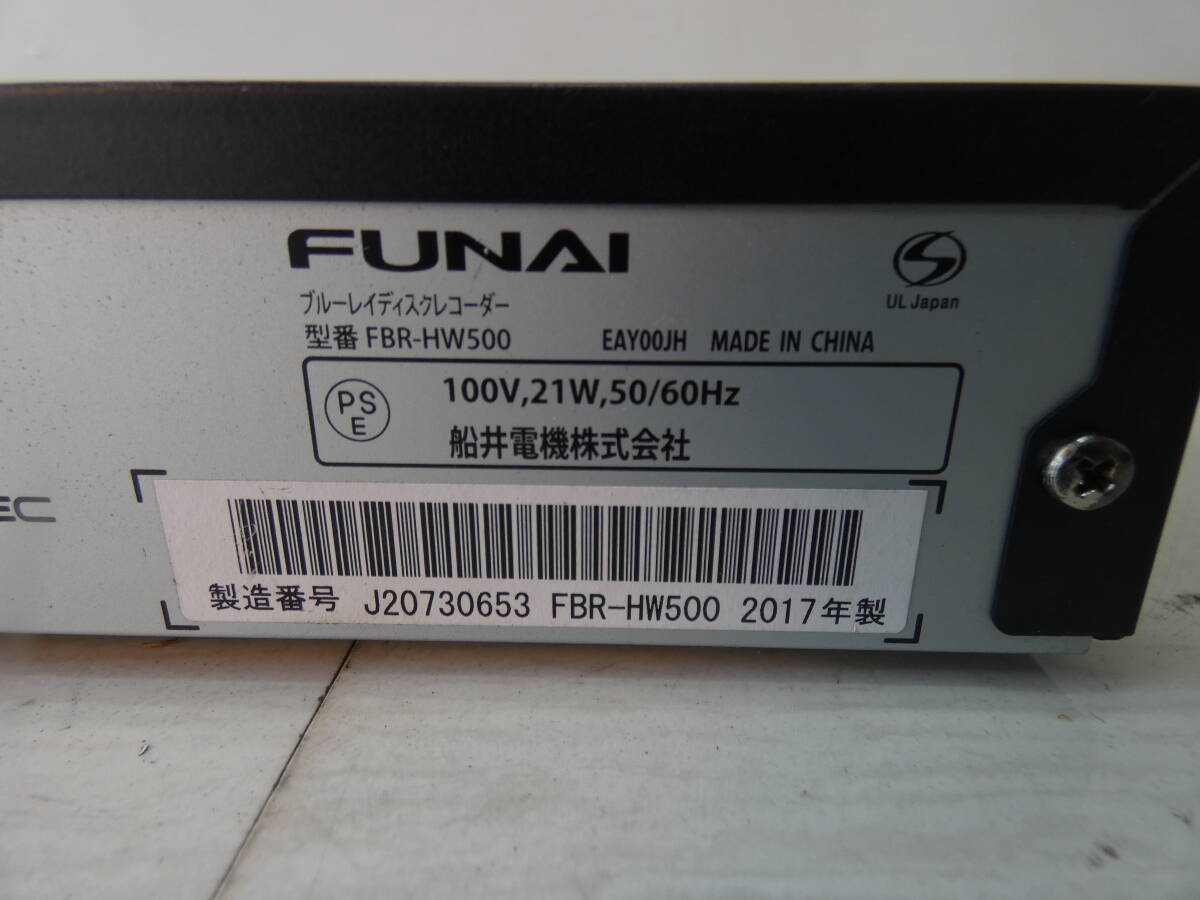 FUNAI
UL Japan
ブルーレイディスクレコーダー
型番 FBR-HW500 EAY00JH MADE IN CHINA
PS
E
100V,21W,50/60Hz
船井電機株式会社
EC
製造番号 J20730653 FBR-HW500 2017年製